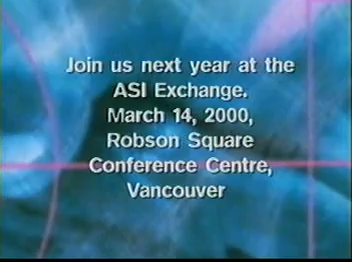 Join us next year at the
ASI Exchange.
March 14, 2000,
Robson Square
Conference Centre,
Vancouver